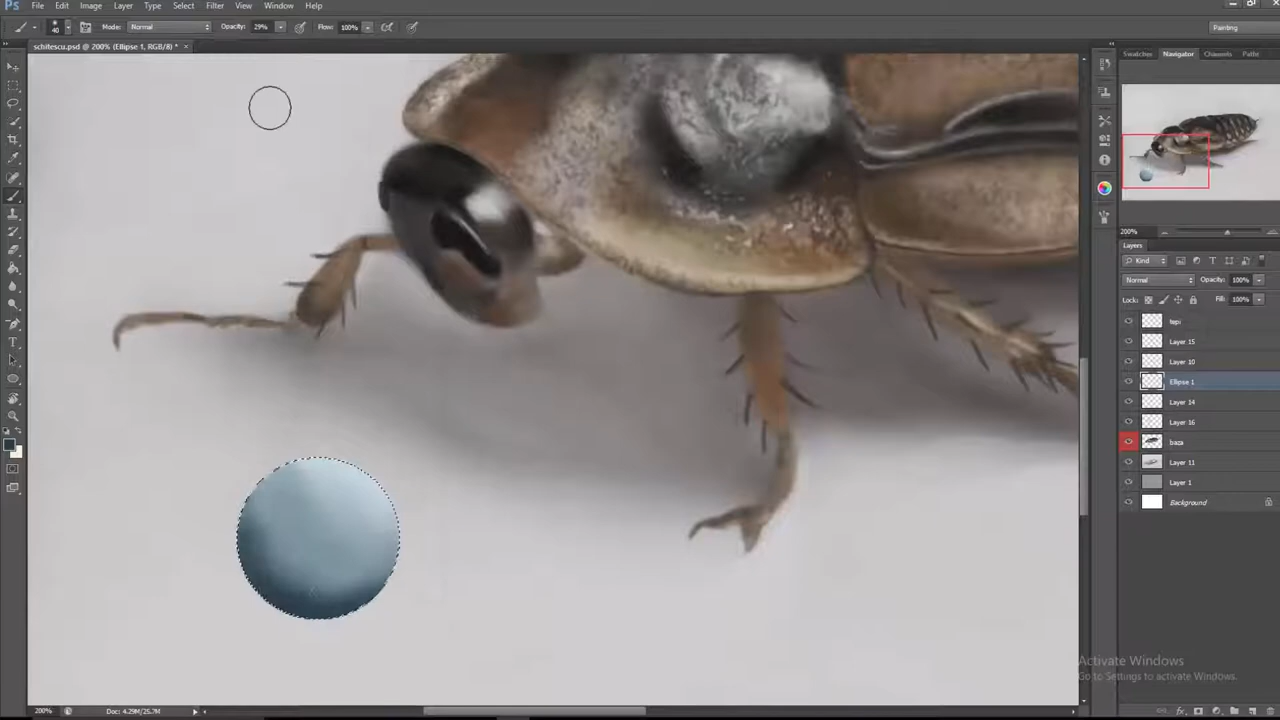 Ps File Edit Image Layer Type Select Filter View Window Help
40 Mode: Normal Opacity: 29% Flow: 100% Painting
schitescu.psd @ 200% (Ellipse 1, RGB/8) * ×
Swatches Navigator Channels Paths
200%
Layers
Kind
Normal Opacity: 100%
Lock: Fill: 100%
tepi
Layer 15
Layer 10
Ellipse 1
Layer 14
Layer 16
baza
Layer 11
Layer 1
Background
Activate Windows
Go to Settings to activate Windows.
200% Doc: 4.29M/25.7M